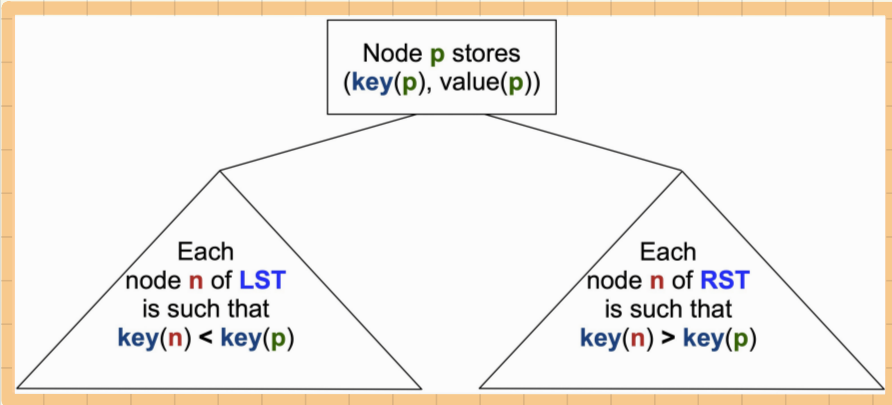 Node p stores
(key(p), value(p))
Each
node n of LST
is such that
key(n) < key(p)
Each
node n of RST
is such that
key(n) > key(p)